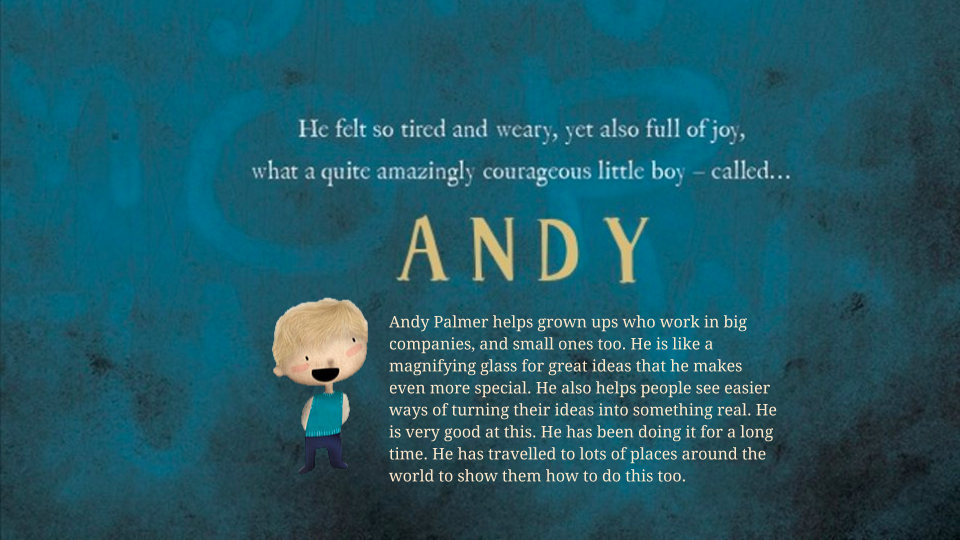 He felt so tired and weary, yet also full of joy,
what a quite amazingly courageous little boy – called...
ANDY
Andy Palmer helps grown ups who work in big
companies, and small ones too. He is like a
magnifying glass for great ideas that he makes
even more special. He also helps people see easier
ways of turning their ideas into something real. He
is very good at this. He has been doing it for a long
time. He has travelled to lots of places around the
world to show them how to do this too.